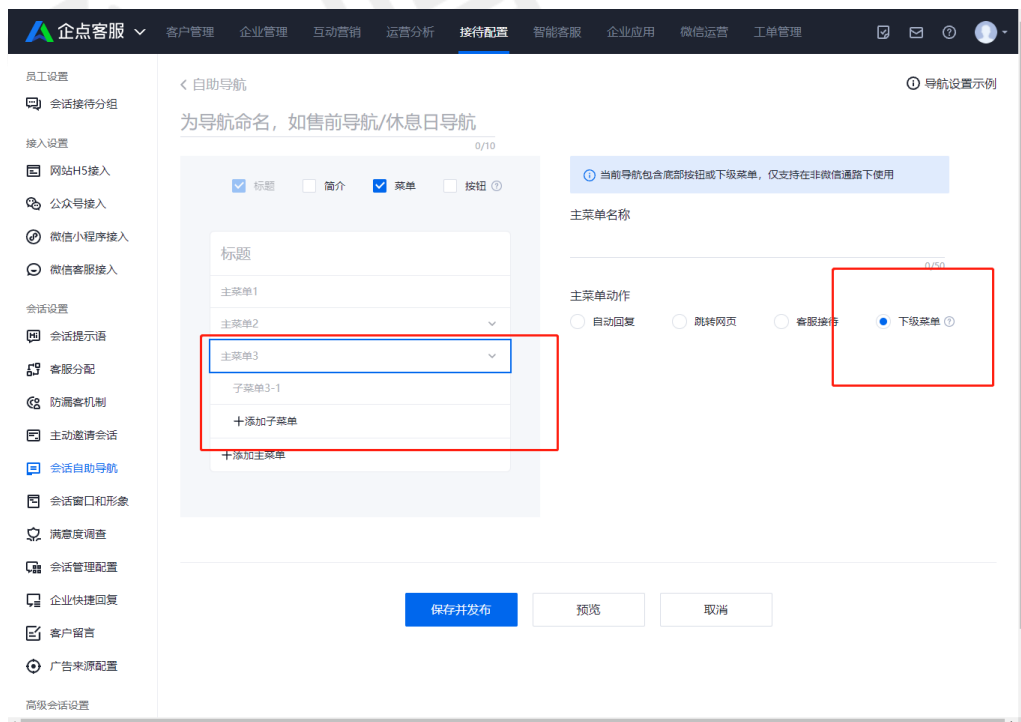 企点客服
客户管理 企业管理 互动营销 运营分析 接待配置 智能客服 企业应用 微信运营 工单管理
员工设置
会话接待分组
接入设置
网站H5接入
公众号接入
微信小程序接入
微信客服接入
会话设置
会话提示语
客服分配
防漏客机制
主动邀请会话
会话自助导航
会话窗口和形象
满意度调查
会话管理配置
企业快捷回复
客户留言
广告来源配置
高级会话设置
自助导航
导航设置示例
为导航命名，如售前导航/休息日导航
0/10
标题 简介 菜单 按钮
标题
主菜单1
主菜单2
主菜单3
子菜单3-1
+添加子菜单
+添加主菜单
当前导航包含底部按钮或下级菜单，仅支持在非微信通路下使用
主菜单名称
0/50
主菜单动作
自动回复 跳转网页 客服接待 下级菜单
保存并发布 预览 取消